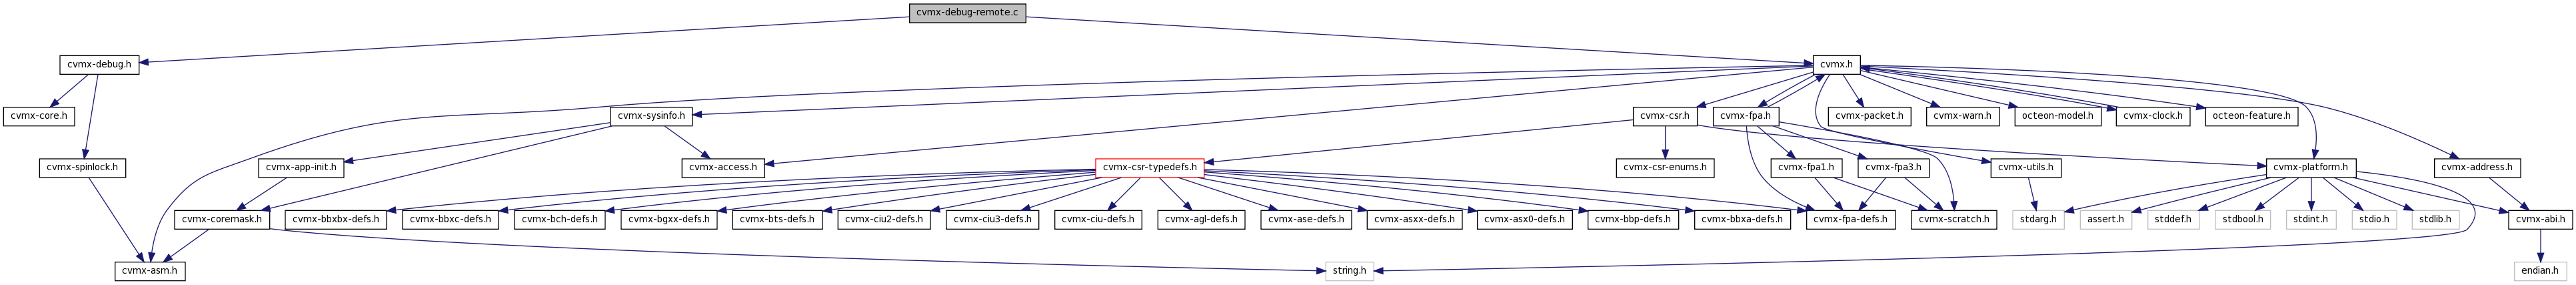 cvmx-debug-remote.c
cvmx-debug.h
cvmx.h
cvmx-core.h
cvmx-sysinfo.h
cvmx-csr.h
cvmx-fpa.h
cvmx-packet.h
cvmx-warn.h
octeon-model.h
cvmx-clock.h
octeon-feature.h
cvmx-spinlock.h
cvmx-app-init.h
cvmx-access.h
cvmx-csr-typedefs.h
cvmx-csr-enums.h
cvmx-fpa1.h
cvmx-fpa3.h
cvmx-utils.h
cvmx-platform.h
cvmx-address.h
cvmx-coremask.h
cvmx-bbxbx-defs.h
cvmx-bbxc-defs.h
cvmx-bch-defs.h
cvmx-bgxx-defs.h
cvmx-bts-defs.h
cvmx-ciu2-defs.h
cvmx-ciu3-defs.h
cvmx-ciu-defs.h
cvmx-agl-defs.h
cvmx-ase-defs.h
cvmx-asxx-defs.h
cvmx-asx0-defs.h
cvmx-bbp-defs.h
cvmx-bbxa-defs.h
cvmx-fpa-defs.h
cvmx-scratch.h
stdarg.h
assert.h
stddef.h
stdbool.h
stdint.h
stdio.h
stdlib.h
cvmx-abi.h
cvmx-asm.h
string.h
endian.h